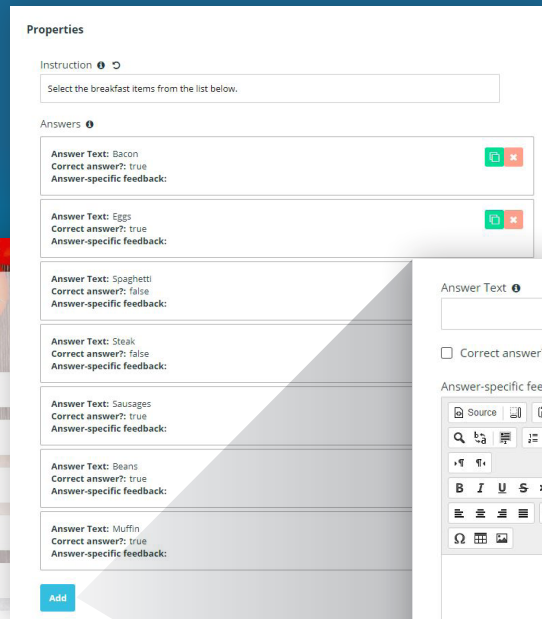 Properties
Instruction
Select the breakfast items from the list below.
Answers
Answer Text: Bacon
Correct answer?: true
Answer-specific feedback:
Answer Text: Eggs
Correct answer?: true
Answer-specific feedback:
Answer Text: Spaghetti
Correct answer?: false
Answer-specific feedback:
Answer Text: Steak
Correct answer?: false
Answer-specific feedback:
Answer Text: Sausages
Correct answer?: true
Answer-specific feedback:
Answer Text: Beans
Correct answer?: true
Answer-specific feedback:
Answer Text: Muffin
Correct answer?: true
Answer-specific feedback:
Add
Answer Text
Correct answer
Answer-specific fee
Source
B I U S